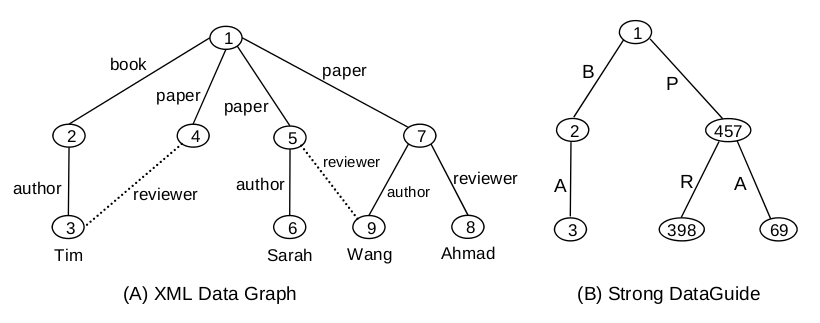 1
book
paper
paper
paper
2
4
5
7
author
reviewer
author
reviewer
author
reviewer
3
6
9
8
Tim
Sarah
Wang
Ahmad
(A) XML Data Graph
1
B
P
2
457
A
R
A
3
398
69
(B) Strong DataGuide